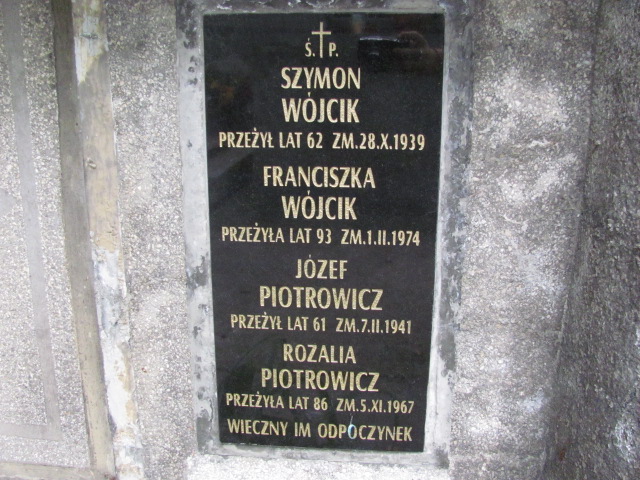 Ś. P.
SZYMON
WÓJCIK
PRZEŻYŁ LAT 62 ZM.28.X.1939
FRANCISZKA
WÓJCIK
PRZEŻYŁA LAT 93 ZM.1.II.1974
JÓZEF
PIOTROWICZ
PRZEŻYŁ LAT 61 ZM.7.II.1941
ROZALIA
PIOTROWICZ
PRZEŻYŁA LAT 86 ZM.5.XI.1967
WIECZNY IM ODPOCZYNEK